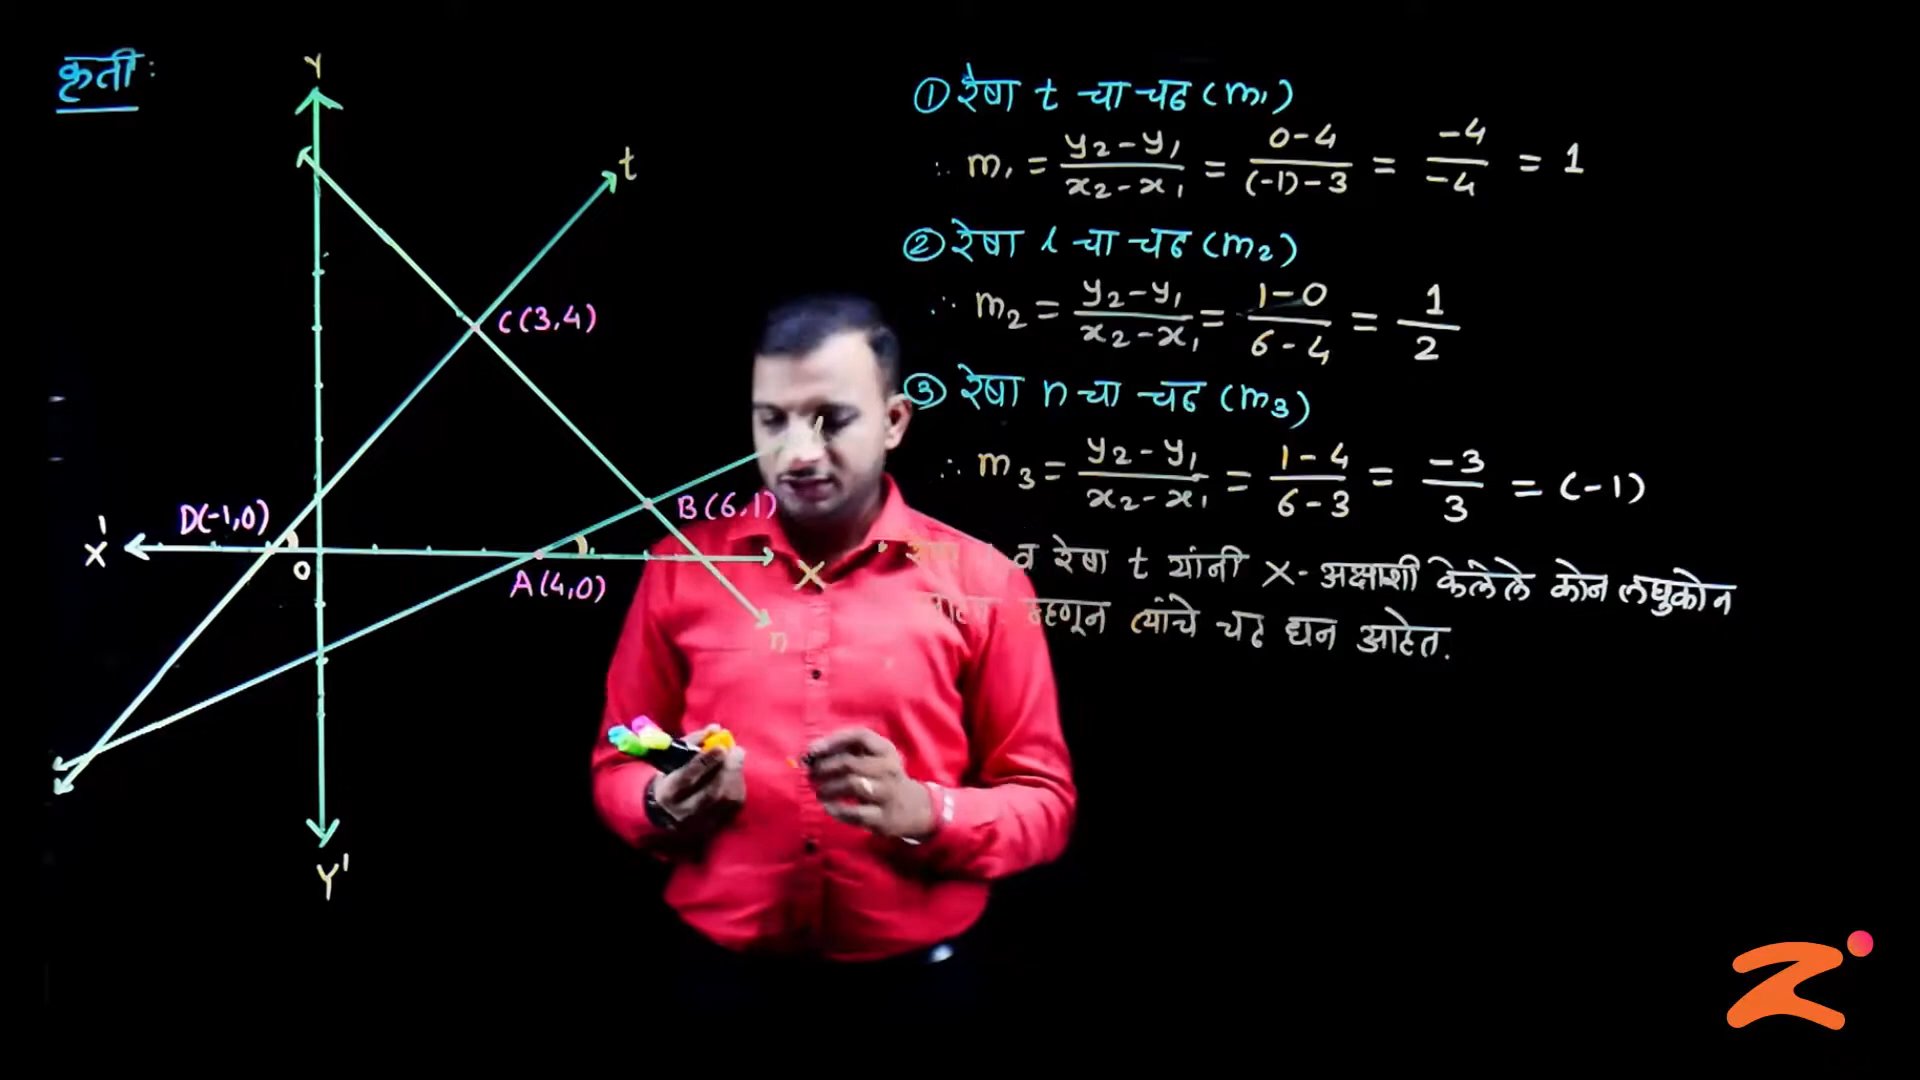 कृती :
Y
t
C(3,4)
D(-1,0)
B(6,1)
X'
O
A(4,0)
X
n
Y'
① रेषा t चा चढ (m₁)
∴ m₁ = y₂-y₁/x₂-x₁ = 0-4/(-1)-3 = -4/-4 = 1
② रेषा l चा चढ (m₂)
∴ m₂ = y₂-y₁/x₂-x₁ = 1-0/6-4 = 1/2
③ रेषा n चा चढ (m₃)
∴ m₃ = y₂-y₁/x₂-x₁ = 1-4/6-3 = -3/3 = (-1)
व रेषा t यांनी X-अक्षाशी केलेले कोन लघुकोन
म्हणून त्यांचे चढ धन आहेत.